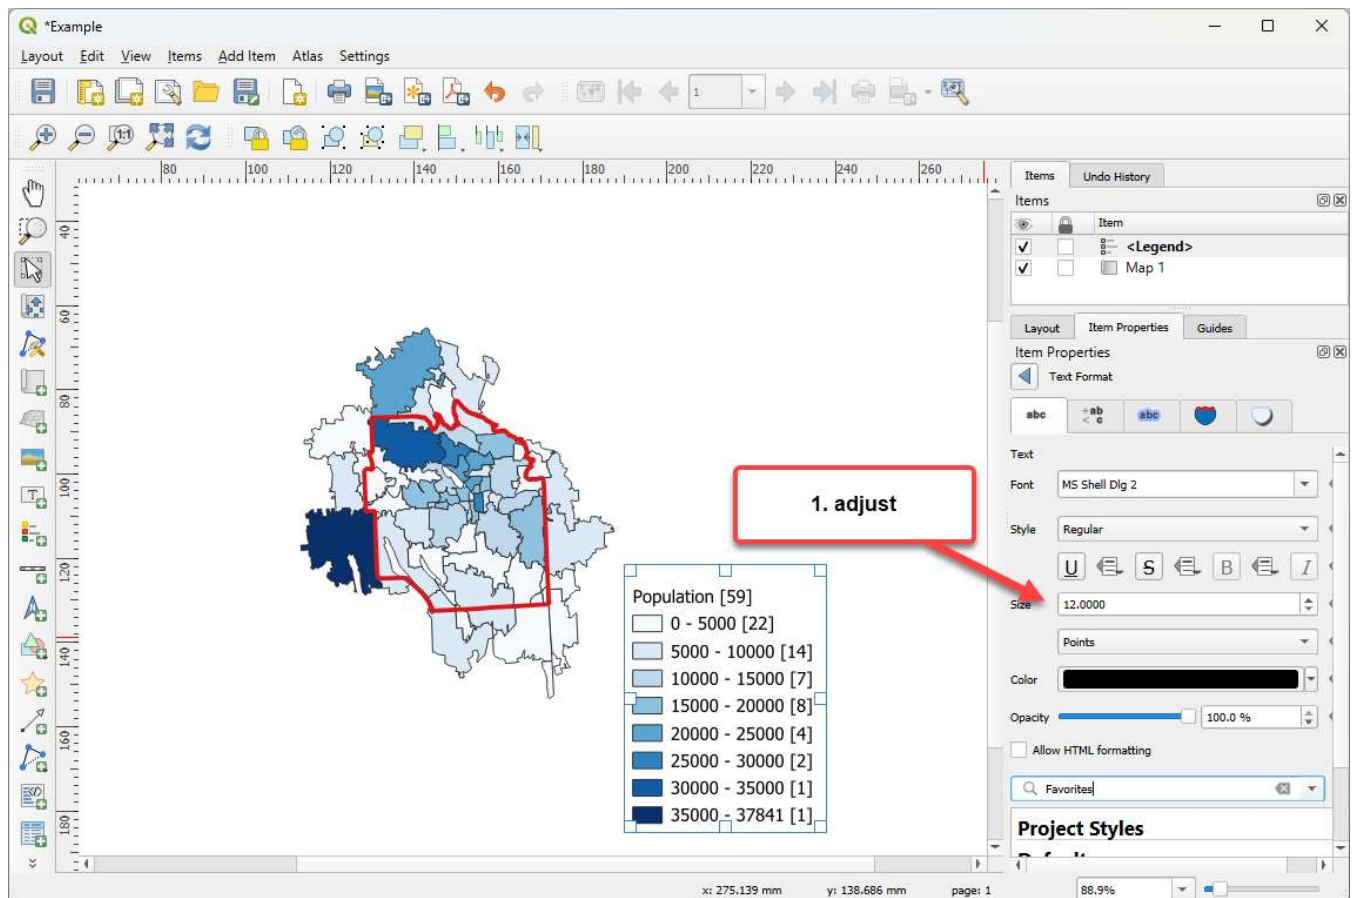 *Example
Layout Edit View Items Add Item Atlas Settings
1
1:1
80 100 120 140 160 180 200 220 240 260
40
60
80
100
120
140
160
180
Items Undo History
Items
Item
<Legend>
Map 1
Layout Item Properties Guides
Item Properties
Text Format
abc
+ab
< c
abc
Text
Font MS Shell Dlg 2
Style Regular
U S B I
Size 12.0000
Points
Color
Opacity 100.0 %
Allow HTML formatting
Favorites
Project Styles
1. adjust
Population [59]
0 - 5000 [22]
5000 - 10000 [14]
10000 - 15000 [7]
15000 - 20000 [8]
20000 - 25000 [4]
25000 - 30000 [2]
30000 - 35000 [1]
35000 - 37841 [1]
x: 275.139 mm y: 138.686 mm page: 1 88.9%